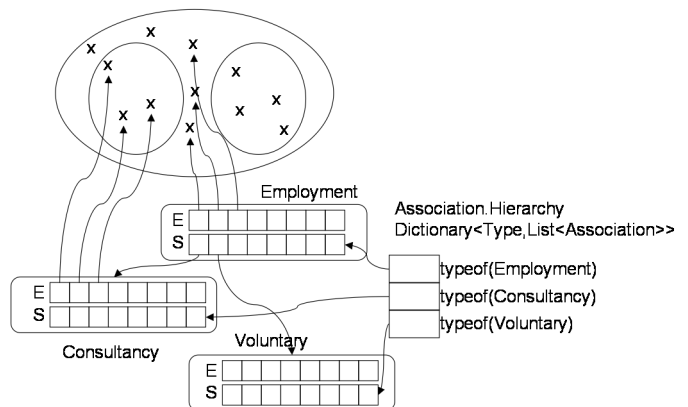 x
x
x
x
x
x
x
x
x
x
x
x
x
Employment
E
S
Association.Hierarchy
Dictionary<Type,List<Association>>
typeof(Employment)
typeof(Consultancy)
typeof(Voluntary)
E
S
Consultancy
Voluntary
E
S